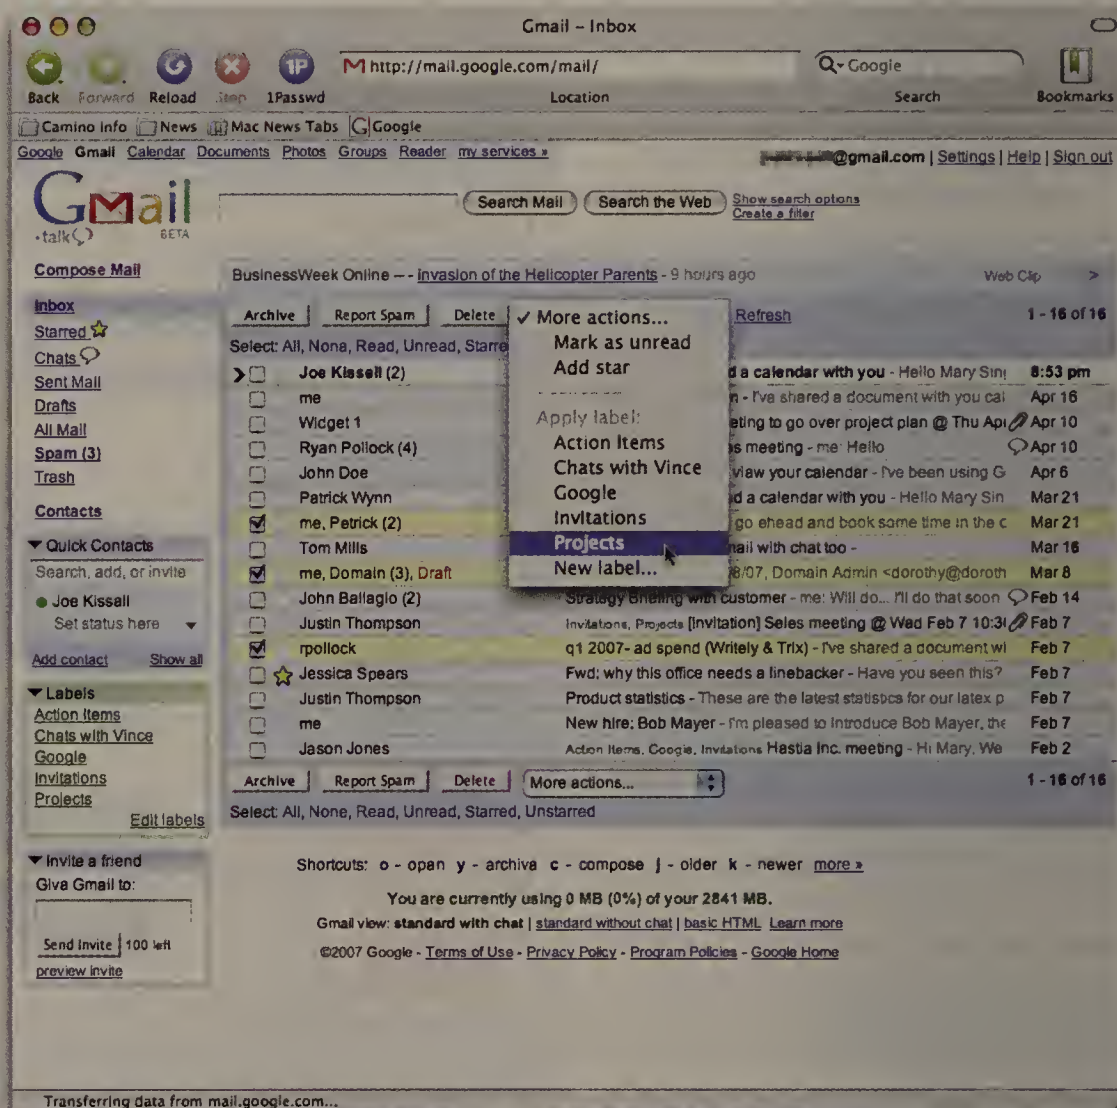 Gmail – Inbox
M http://mail.google.com/mail/ Q Google
Back Forward Reload Stop 1Passwd Location Search Bookmarks
Camino Info News Mac News Tabs G Google
Google Gmail Calendar Documents Photos Groups Reader my services » @gmail.com | Settings | Help | Sign out
Gmail
talk BETA
Search Mail Search the Web Show search options
Create a filter
Compose Mail
Inbox
Starred
Chats
Sent Mail
Drafts
All Mail
Spam (3)
Trash
Contacts
Quick Contacts
Search, add, or invite
Joe Kissell
Set status here
Add contact Show all
Labels
Action Items
Chats with Vince
Google
Invitations
Projects
Edit labels
Invite a friend
Give Gmail to:
Send Invite 100 left
preview invite
BusinessWeek Online – - Invasion of the Helicopter Parents - 9 hours ago Web Clip >
Archive Report Spam Delete Refresh 1 - 16 of 16
Select: All, None, Read, Unread, Starre
✓ More actions...
Mark as unread
Add star
Apply label:
Action Items
Chats with Vince
Google
Invitations
Projects
New label...
Joe Kissell (2) d a calendar with you - Hello Mary Sin 8:53 pm
me n - I've shared a document with you cal Apr 16
Widget 1 eting to go over project plan @ Thu Ap Apr 10
Ryan Pollock (4) s meeting - me: Hello Apr 10
John Doe view your calendar - I've been using G Apr 6
Patrick Wynn d a calendar with you - Hello Mary Sin Mar 21
me, Petrick (2) go ahead and book some time in the c Mar 21
Tom Mills nail with chat too - Mar 16
me, Domain (3), Draft 8/07, Domain Admin <dorothy@doroth Mar 8
John Ballagio (2) Strategy Briefing with customer - me: Will do... I'll do that soon Feb 14
Justin Thompson Invitations, Projects [Invitation] Seles meeting @ Wed Feb 7 10:3 Feb 7
rpollock q1 2007- ad spend (Writely & Trix) - I've shared a document wi Feb 7
Jessica Spears Fwd: why this office needs a linebacker - Have you seen this? Feb 7
Justin Thompson Product statistics - These are the latest statistics for our latex p Feb 7
me New hire: Bob Mayer - I'm pleased to introduce Bob Mayer, the Feb 7
Jason Jones Action Items, Google, Invitations Hastia Inc. meeting - Hi Mary, We Feb 2
Archive Report Spam Delete More actions... 1 - 16 of 16
Select: All, None, Read, Unread, Starred, Unstarred
Shortcuts: o - open y - archive c - compose j - older k - newer more »
You are currently using 0 MB (0%) of your 2841 MB.
Gmail view: standard with chat | standard without chat | basic HTML Learn more
©2007 Google - Terms of Use - Privacy Policy - Program Policies - Google Home
Transferring data from mail.google.com...